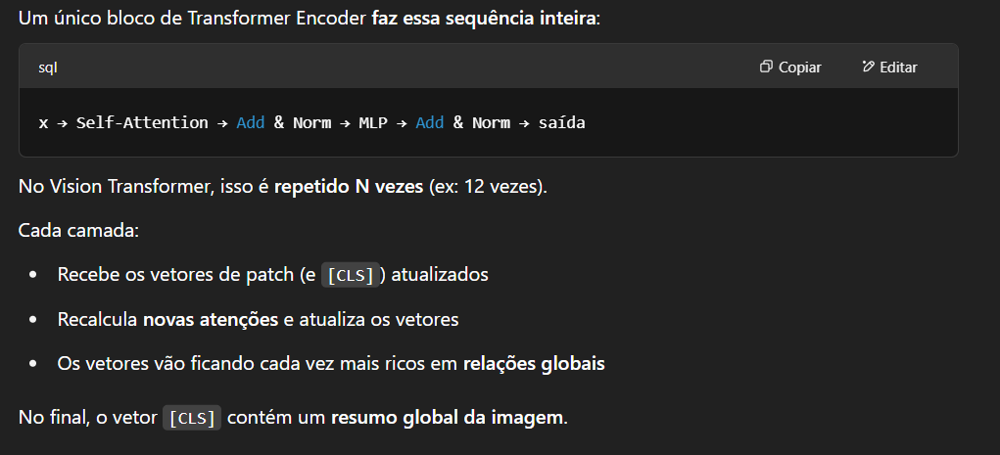 Um único bloco de Transformer Encoder faz essa sequência inteira:
sql Copiar Editar
x → Self-Attention → Add & Norm → MLP → Add & Norm → saída
No Vision Transformer, isso é repetido N vezes (ex: 12 vezes).
Cada camada:
• Recebe os vetores de patch (e [CLS]) atualizados
• Recalcula novas atenções e atualiza os vetores
• Os vetores vão ficando cada vez mais ricos em relações globais
No final, o vetor [CLS] contém um resumo global da imagem.